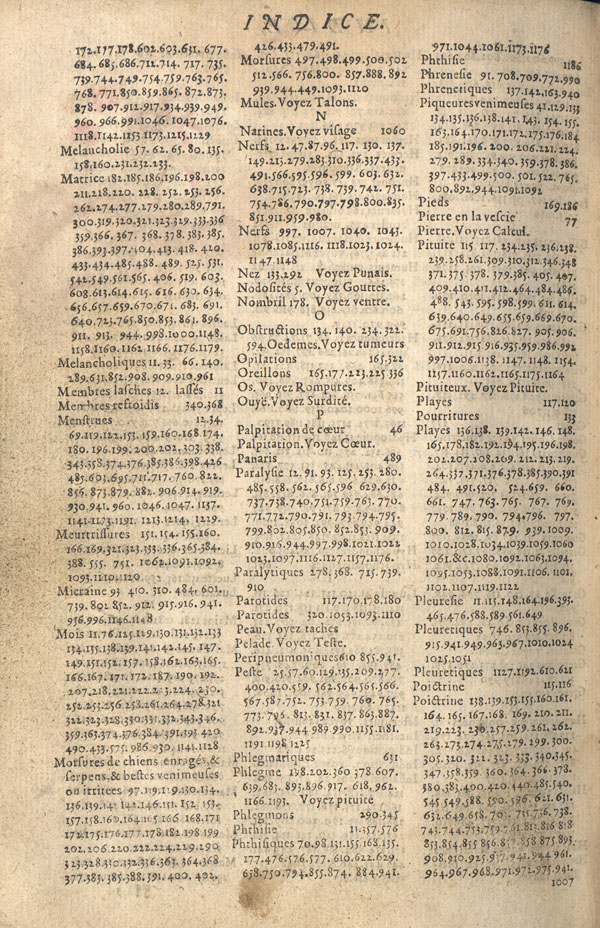 INDICE.
172.177.178.602.603.631. 677.
684. 685.686.712. 714. 717. 735.
739.744.749.754.759.763.765.
768. 771.850.859.865. 872.873.
878. 907.912.917.934.939.949.
960. 966.991.1046. 1047.1076.
1118.1142.1153 1173.1215.1229
Melancholie 57. 62. 65. 80. 135.
158.160.231.232.233.
Matrice 182.185.186.196.198.200
211.218.220. 228. 252. 253. 256.
262.274.277.279.280.289.791.
300.319.320.321.323.329.333.336
359.366. 367. 368. 378.383. 385.
386.393.397.404.413.418. 420.
433.434.485.488. 489. 525. 531.
542.549.561.565. 406. 519. 603.
608.613.614.615. 616. 630. 634.
656.657.659.670.671. 683. 691.
640.723.765.850.853. 861. 896.
911. 913. 944. 998.1000.1148.
1158.1160.1162.1166.1176.1179.
Melancholiques 11. 33. 66. 140.
289.631.852.908. 909.910.961
Membres lasches 12. lassés 11
Membres refroidis 340.368
Menstrues 12.34.
69.119.122.153. 159.160.168.174.
180. 196.199. 200.202. 303. 338.
343.358.374.376.385.386.398.426
485.603.695.711.717. 760. 822.
856. 873.879. 882. 906.914. 919.
930.941. 960. 1046.1047. 1137.
1141.1173.1191. 1213.1214. 1229.
Meurtrissures 151. 154. 155.160.
166.169.321.323.333.336.365.384.
388. 555. 751. 1062.1091.1092.
1093.1110.1120
Micraine 93 410. 310. 484. 601.
739. 802 852. 912. 915.916. 941.
956.996.1146.1148
Mois 11.76.125.129.130.131.132.133
134.135.138.139.141.142.145. 147.
149.151.152. 157. 158.162.163.165.
166.167. 171. 172.187. 190. 192.
207.218. 221.222.223.224. 230.
252.253.256.258.261.264.278.321
322.323.328.330.331.332.343.346.
359.363.374.376.384.391.393 420
490.433.575. 986.930. 1141.1128
Morsures de chiens enragés,&
serpens,& bestes venimeuses
ou irritees 97.119.119.130.134.
136.139.141.142.146.151. 152. 153.
157.158.160.164.165 166. 168.171
172.175.176.177.178.182.198 199
202.206.220.222.224.229.290
323.328.310.332.336.363. 364.368
377.383.385.388.391.400. 402.
426.433.479.491.
Morsures 497.498.499.500.502
512.566. 756.800. 857.888.892
939.944.449.1093.1120
Mules. Voyez Talons.
N
Narines. Voyez visage 1060
Nerfs 12.47.87.96.117. 130. 137.
149.213.279.283.310.336.337.433.
491.566.595.596. 599. 603. 632.
638.715.723. 738. 739.742. 751.
754.786.790.797.798.800.835.
851.911.959.980.
Nerfs 997. 1007. 1040. 1043.
1078.1085.1116. 1118.1023.1024.
1147.1148
Nez 133.292 Voyez Punais.
Nodosités 5. Voyez Gouttes.
Nombril 178. Voyez ventre.
O
Obstructions 134. 140. 234. 322.
594. Oedemes. Voyez tumeurs
Opilations 165.322
Oreillons 165.177.223.225 336
Os. Voyez Rompures.
Ouyë. Voyez Surdité.
P
Palpitation de cœur 46
Palpitation. Voyez Cœur.
Panaris 489
Paralysie 12. 91. 93. 125. 253. 280.
485. 558. 562.565.596 629.630.
737.738.740.751.759.763. 770.
771.772.790.791. 793.794.795.
799.802.805.850. 852.853. 909.
910.916.944.997.998.1021.1022
1023.1097.1116.1127.1157.1176.
Paralytiques 278.368. 715. 739.
910
Parotides 117.170.178.180
Parotides 320.1053.1093.1110
Peau. Voyez taches
Pelade. Voyez Teste.
Peripneumoniques 610 855.941.
Peste 25.57.60.129.135.209.277.
400.420.559. 562.564.565.566.
567.587.752. 753.759. 760. 765.
773.796. 813. 831. 837.863.887.
892.937.944 989.990.1155.1181.
1191.1198.1225
Phlegmatiques 631
Phlegme 138.202.360 378.607.
639.683. 893.896.917. 618. 962.
1166.1193. Voyez pituite
Phlegmons 290.345
Phthisie 11.357.576
Phthisiques 70.98.131.155.168.135.
177.476.576.577. 610.622.629.
638.750.794.855.874. 884.941.
971.1044.1061.1173.1176
Phthisie 1186
Phrenesie 91. 708.709.772.990
Phrenetiques 137.142.163.940
Piqueures venimeuses 41.129.133
134.135.136.138. 141. 143. 154. 155.
163.164.170.171.172.175.176.184
185.191.196. 200. 206. 221.224.
279. 289.334.340. 359.378.386.
397.433.499.500. 501.522. 765.
800.892.944.1091.1092
Pieds 169.186
Pierre en la vescie 77
Pierre. Voyez Calcul.
Pituite 115 117. 234.235. 236.238.
239.258.261.309.310.312.346.348
371.375. 378. 379.385. 405. 407.
409.410.411.412.464.484.486.
488. 543. 595.598.599.611. 614.
639.640.649.655.659.669.670.
675.691.756.826.827. 905.906.
911.912.915.916.935.959.986.992
997.1006.1138.1147.1148.1154.
1157.1160.1162.1165.1175.1164
Pituiteux. Voyez Pituite.
Playes 117.120
Pourritures 133
Playes 136.138. 139.142. 146. 148.
165.178.182.192.194.195.196.198.
202.207.108.209. 212. 213. 219.
264.337.371.376.378.385.390.391
484. 491.520. 524.659. 660.
661. 747. 763. 765. 767. 769.
779. 789. 790. 794.796. 797.
800. 812. 815. 879. 939. 1009.
1010.1028.1034.1039.1059.1060
1061. &c.1080.1092.1063.1094.
1095.1053.1088.1091.1106. 1101.
1102.1107.1119.1122
Pleuresie 11.115.148.164.196.393.
465.476.588.589.561.649
Pleuretiques 746. 853.855. 896.
915.941.949.963.967.1010.1024
1025.1051
Pleuretiques 1127.1192.610.621
Poictrine 115.116
Poictrine 138.139.153.155.160.161.
164. 165. 167.168. 169. 210. 211.
219.223. 230.257.259. 261. 262.
263.273.274.275.279. 299.300.
305.320. 321. 323. 333.340.345.
347.358.359. 360.364. 366. 378.
380.383.400.420.440.485.540.
545.549.588. 590. 596. 621.631.
632.649.658. 703. 735.736. 738.
743.744.753.759.761.813.816 818
853.854.855 856. 858 875 893.
908.910.925.937.941.944.961.
964.967.968.971.972.975.941.
1007